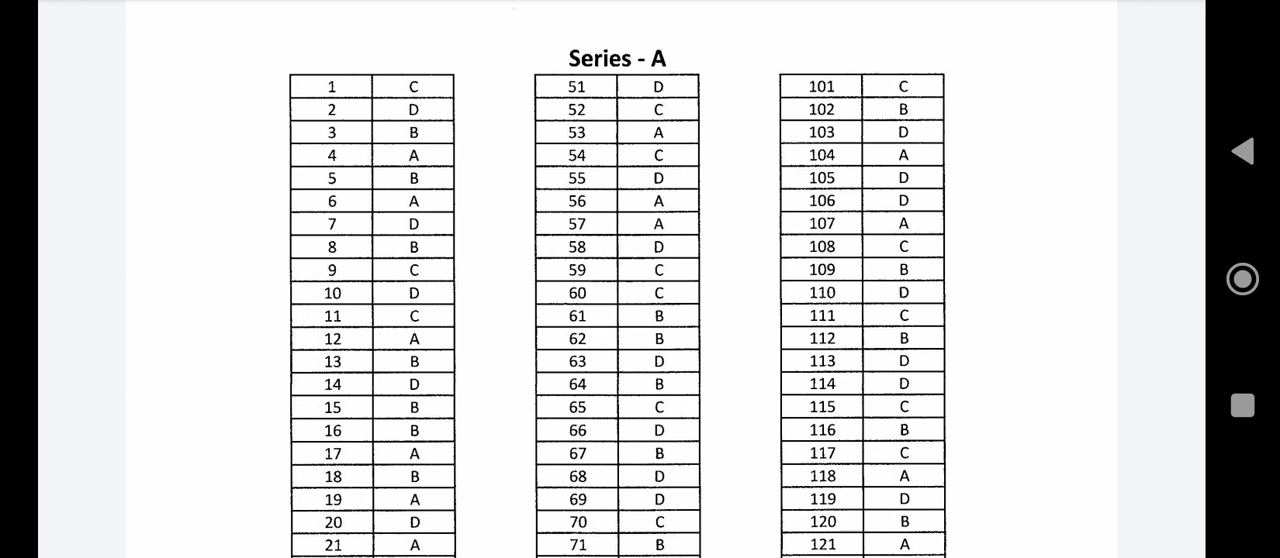 Series - A
1 C 51 D 101 C
2 D 52 C 102 B
3 B 53 A 103 D
4 A 54 C 104 A
5 B 55 D 105 D
6 A 56 A 106 D
7 D 57 A 107 A
8 B 58 D 108 C
9 C 59 C 109 B
10 D 60 C 110 D
11 C 61 B 111 C
12 A 62 B 112 B
13 B 63 D 113 D
14 D 64 B 114 D
15 B 65 C 115 C
16 B 66 D 116 B
17 A 67 B 117 C
18 B 68 D 118 A
19 A 69 D 119 D
20 D 70 C 120 B
21 A 71 B 121 A